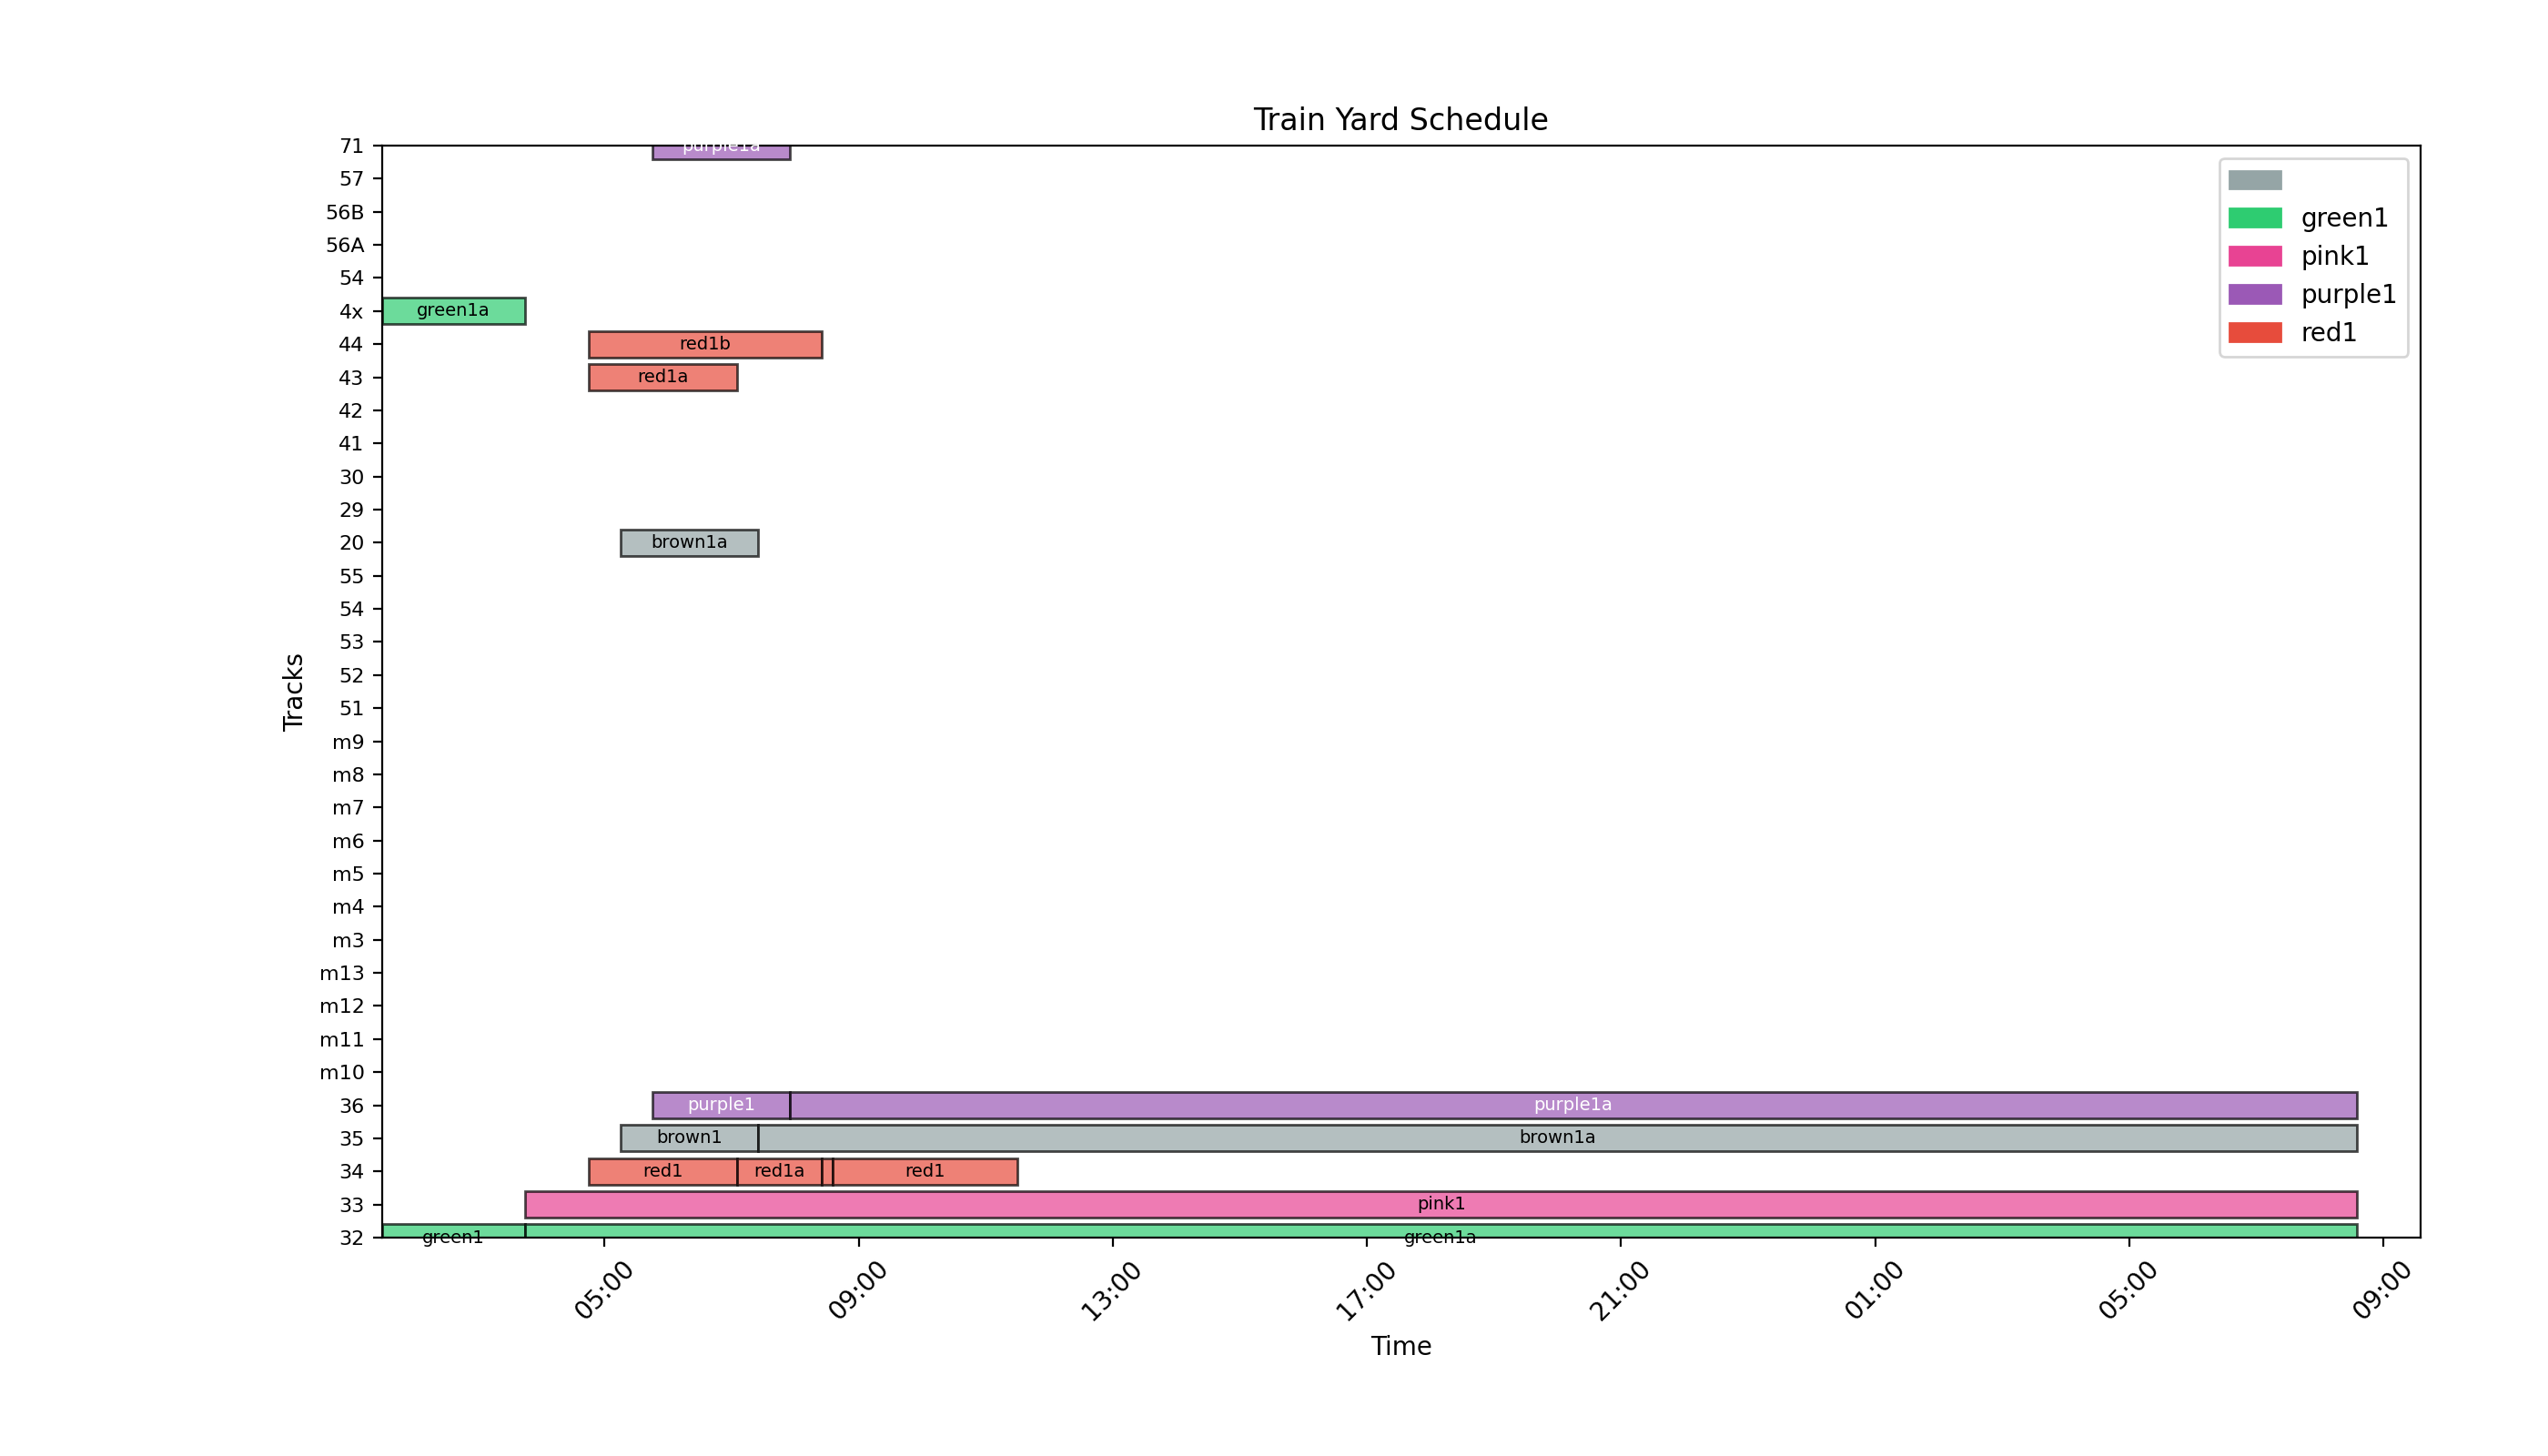 Train Yard Schedule
71
purple1a
57
56B
56A
54
4x
green1a
44
red1b
43
red1a
42
41
30
29
20
brown1a
55
54
53
52
51
m9
m8
m7
m6
m5
m4
m3
m13
m12
m11
m10
36
purple1
purple1a
35
brown1
brown1a
34
red1
red1a
red1
33
pink1
32
green1
green1a
Tracks
05:00
09:00
13:00
17:00
21:00
01:00
05:00
09:00
Time
green1
pink1
purple1
red1